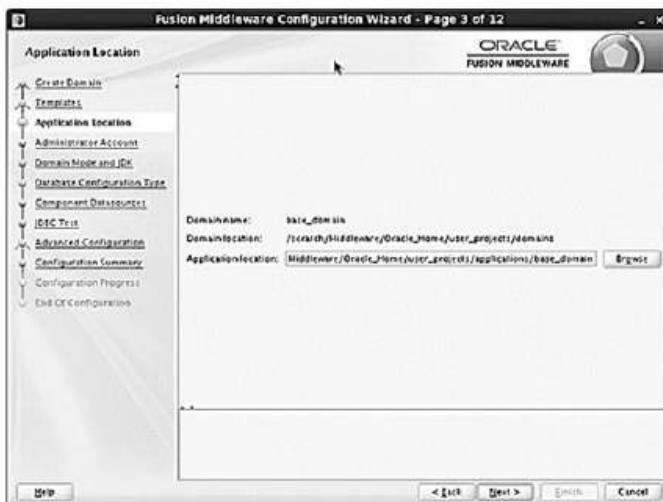 Fusion Middleware Configuration Wizard - Page 3 of 12
Application Location
ORACLE
FUSION MIDDLEWARE
Create Domain
Templates
Application Location
Administrator Account
Domain Mode and JDK
Database Configuration Type
Component Datasources
JDBC Test
Advanced Configuration
Configuration Summary
Configuration Progress
End Of Configuration
Domain name: base_domain
Domain location: /scratch/Middleware/Oracle_Home/user_projects/domains
Application location: Middleware/Oracle_Home/user_projects/applications/base_domain Browse
Help < Back Next > Finish Cancel